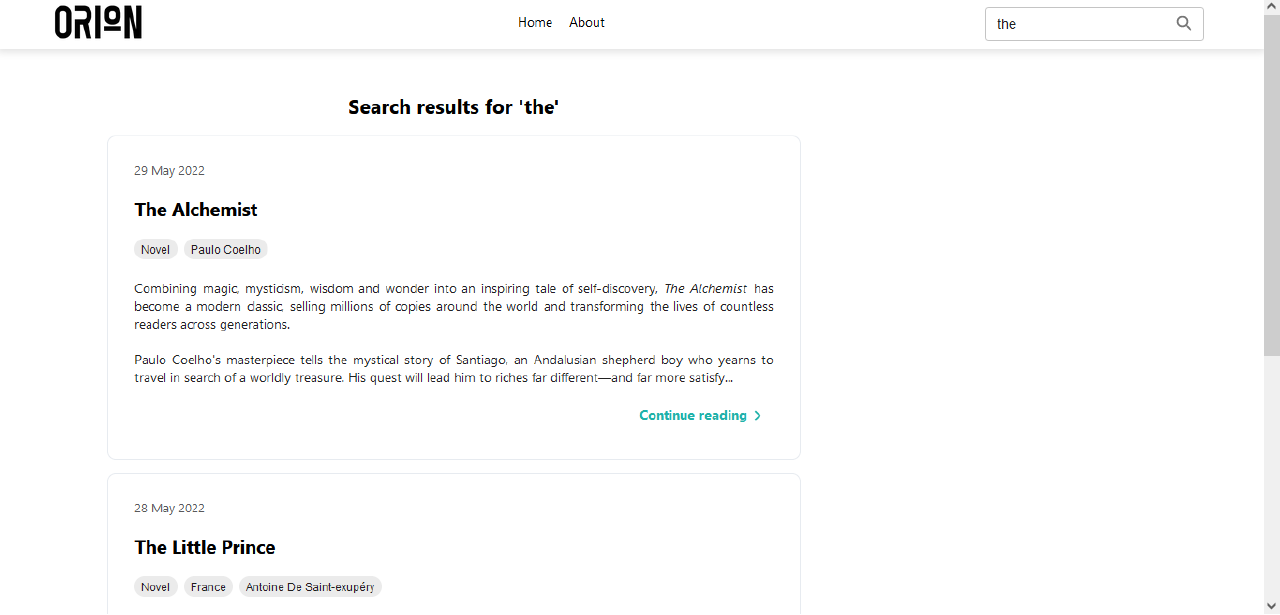 ORION
Home About
the
Search results for 'the'
29 May 2022
The Alchemist
Novel Paulo Coelho
Combining magic, mysticism, wisdom and wonder into an inspiring tale of self-discovery, The Alchemist has
become a modern classic, selling millions of copies around the world and transforming the lives of countless
readers across generations.
Paulo Coelho's masterpiece tells the mystical story of Santiago, an Andalusian shepherd boy who yearns to
travel in search of a worldly treasure. His quest will lead him to riches far different—and far more satisfy...
Continue reading
28 May 2022
The Little Prince
Novel France Antoine De Saint-exupéry